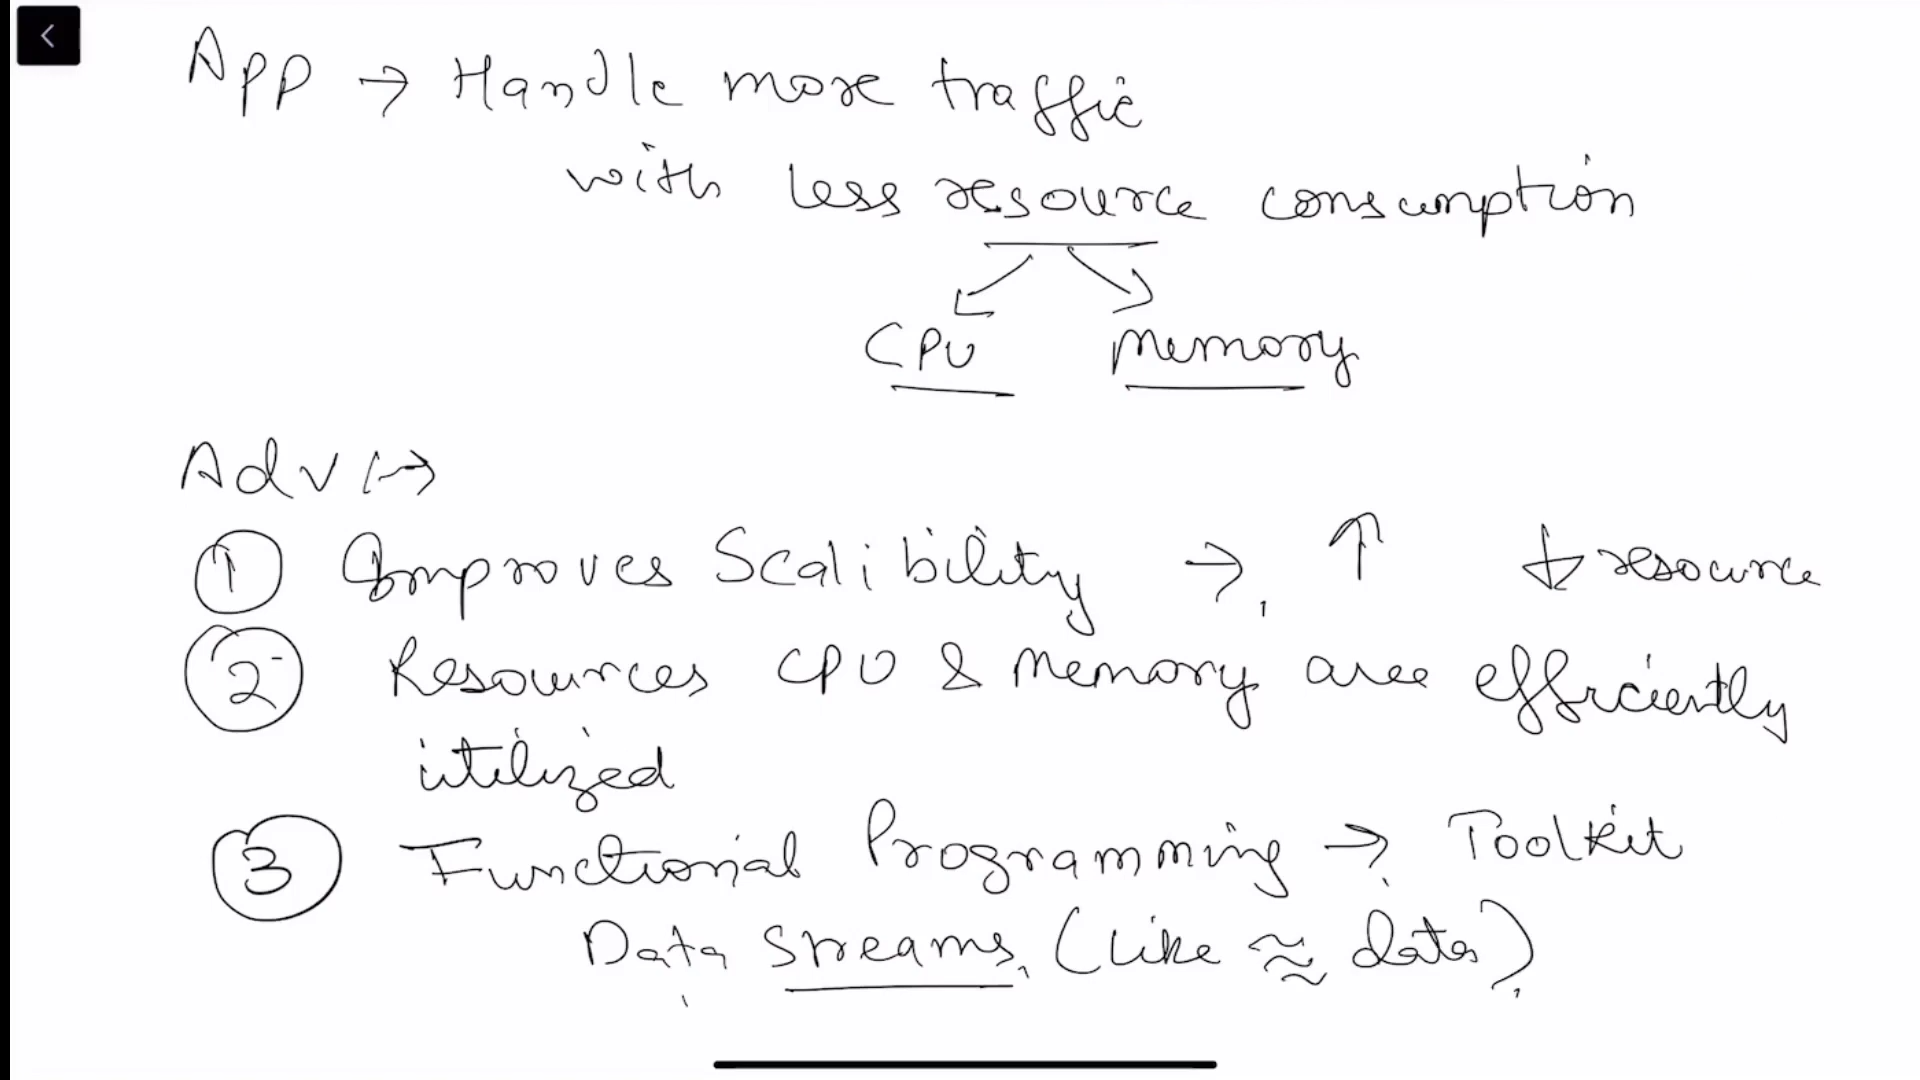 App → Handle more traffic
with less resource consumption
CPU Memory
Adv :→
1 Improves Scalibility → ↑ ↓ resource
2 Resources CPU & Memory are efficiently
utilized
3 Functional Programming → Toolkit
Data Streams (Like ≈ data)